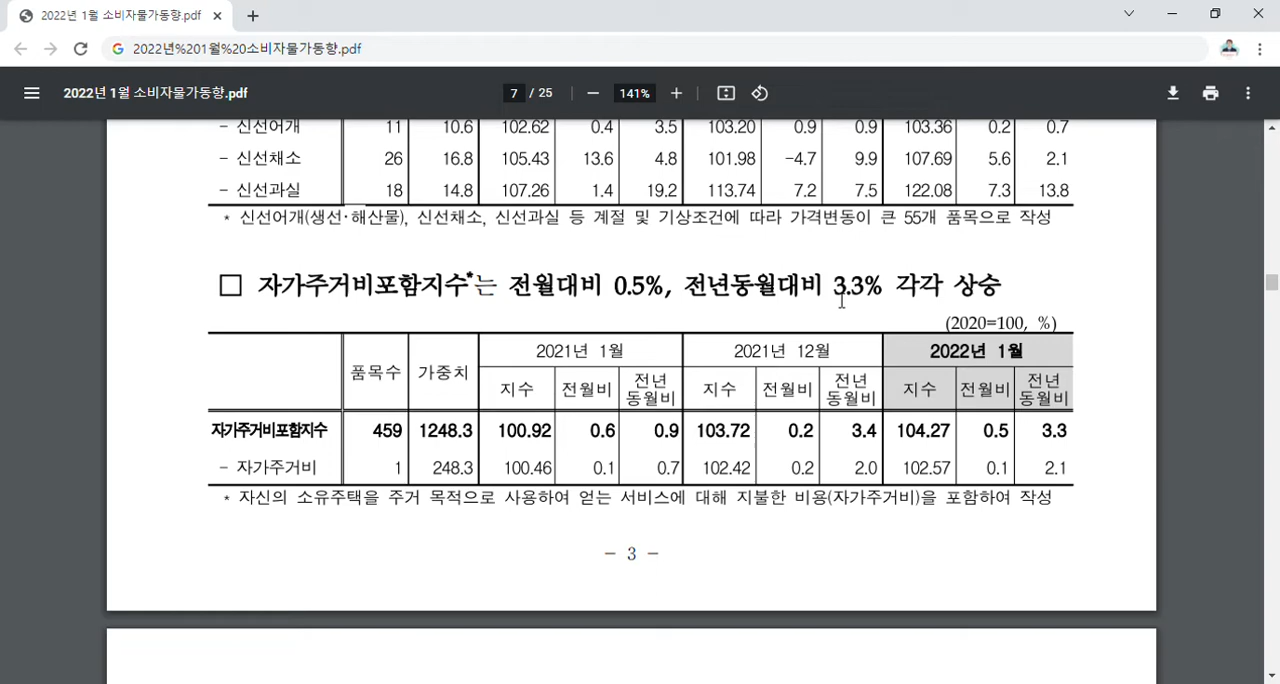 2022년 1월 소비자물가동향.pdf
2022년%201월%20소비자물가동향.pdf
2022년 1월 소비자물가동향.pdf 7 / 25 141%
- 신선어개 11 10.6 102.62 0.4 3.5 103.20 0.9 0.9 103.36 0.2 0.7
- 신선채소 26 16.8 105.43 13.6 4.8 101.98 -4.7 9.9 107.69 5.6 2.1
- 신선과실 18 14.8 107.26 1.4 19.2 113.74 7.2 7.5 122.08 7.3 13.8
* 신선어개(생선·해산물), 신선채소, 신선과실 등 계절 및 기상조건에 따라 가격변동이 큰 55개 품목으로 작성
□ 자가주거비포함지수*는 전월대비 0.5%, 전년동월대비 3.3% 각각 상승
(2020=100, %)
품목수 가중치 2021년 1월 2021년 12월 2022년 1월
지수 전월비 전년동월비 지수 전월비 전년동월비 지수 전월비 전년동월비
자가주거비포함지수 459 1248.3 100.92 0.6 0.9 103.72 0.2 3.4 104.27 0.5 3.3
- 자가주거비 1 248.3 100.46 0.1 0.7 102.42 0.2 2.0 102.57 0.1 2.1
* 자신의 소유주택을 주거 목적으로 사용하여 얻는 서비스에 대해 지불한 비용(자가주거비)을 포함하여 작성
- 3 -